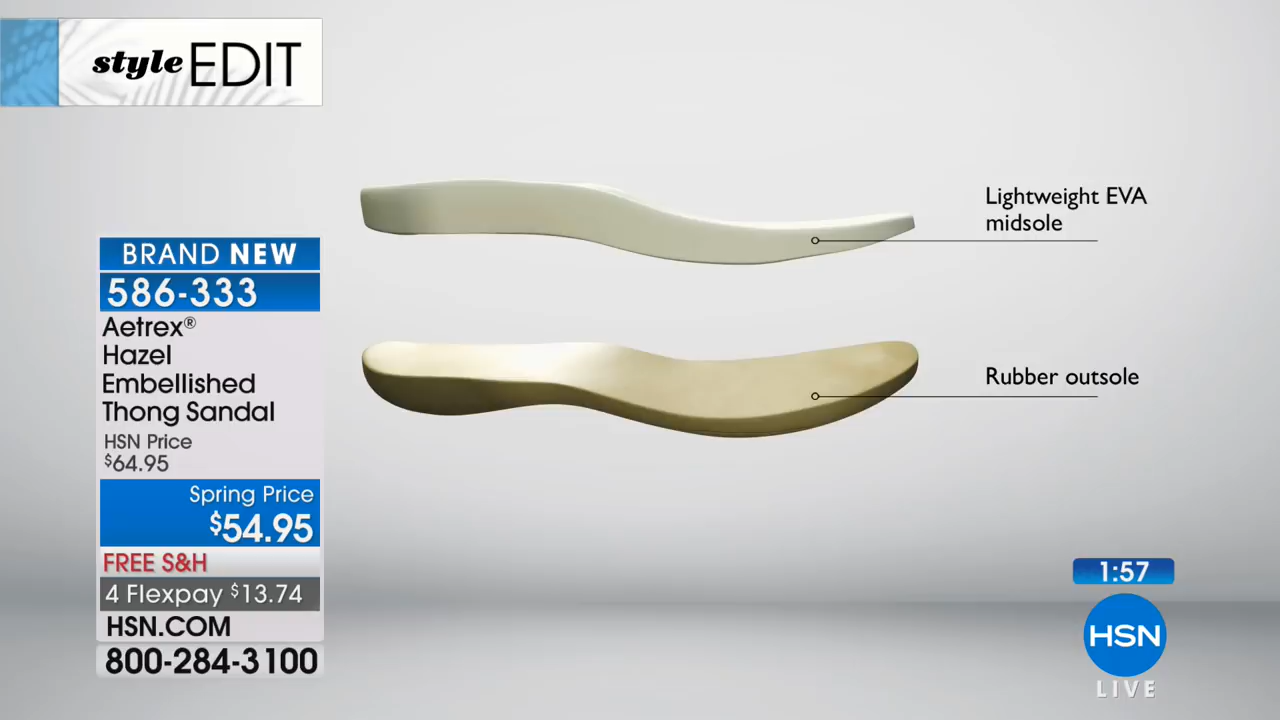 style EDIT
BRAND NEW
586-333
Aetrex®
Hazel
Embellished
Thong Sandal
HSN Price
$64.95
Spring Price
$54.95
FREE S&H
4 Flexpay $13.74
HSN.COM
800-284-3100
Lightweight EVA
midsole
Rubber outsole
1:57
HSN
LIVE